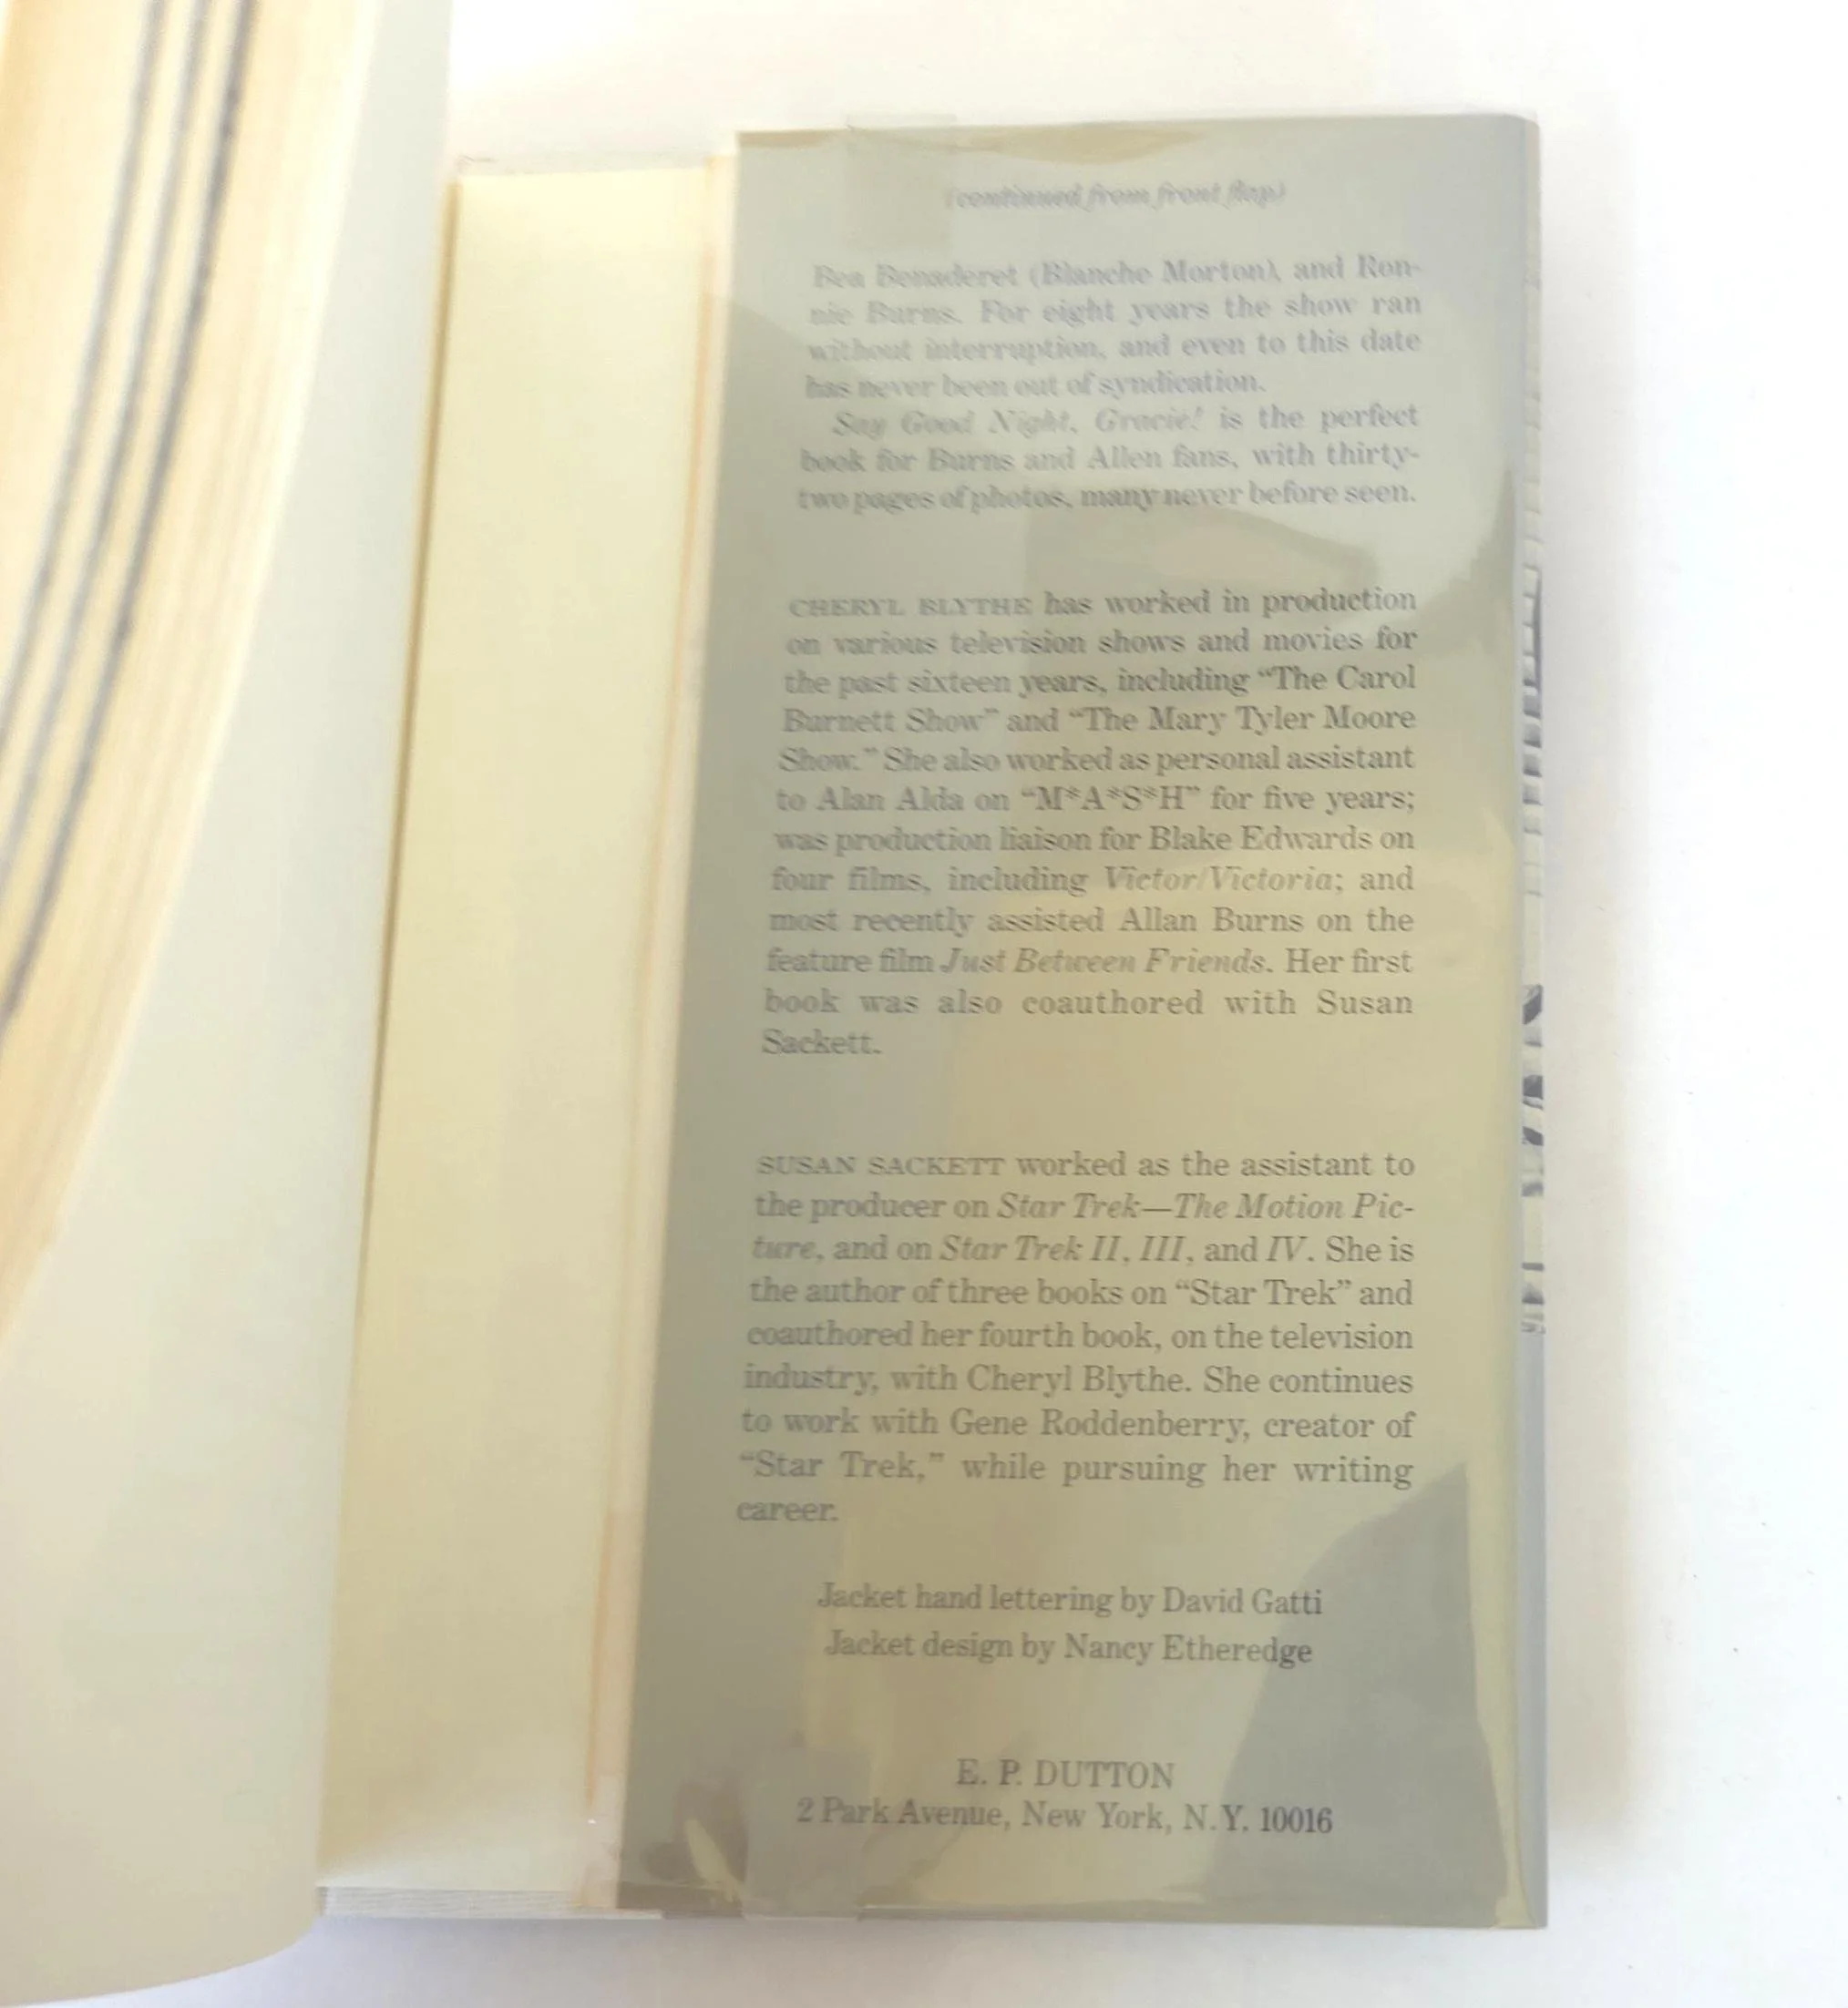 (continued from front flap)
Bea Benaderet (Blanche Morton), and Ron-
nie Burns. For eight years the show ran
without interruption, and even to this date
has never been out of syndication.
Say Good Night, Gracie! is the perfect
book for Burns and Allen fans, with thirty-
two pages of photos, many never before seen.
CHERYL BLYTHE has worked in production
on various television shows and movies for
the past sixteen years, including “The Carol
Burnett Show” and “The Mary Tyler Moore
Show.” She also worked as personal assistant
to Alan Alda on “M*A*S*H” for five years;
was production liaison for Blake Edwards on
four films, including Victor/Victoria; and
most recently assisted Allan Burns on the
feature film Just Between Friends. Her first
book was also coauthored with Susan
Sackett.
SUSAN SACKETT worked as the assistant to
the producer on Star Trek—The Motion Pic-
ture, and on Star Trek II, III, and IV. She is
the author of three books on “Star Trek” and
coauthored her fourth book, on the television
industry, with Cheryl Blythe. She continues
to work with Gene Roddenberry, creator of
“Star Trek,” while pursuing her writing
career.
Jacket hand lettering by David Gatti
Jacket design by Nancy Etheredge
E. P. DUTTON
2 Park Avenue, New York, N.Y. 10016